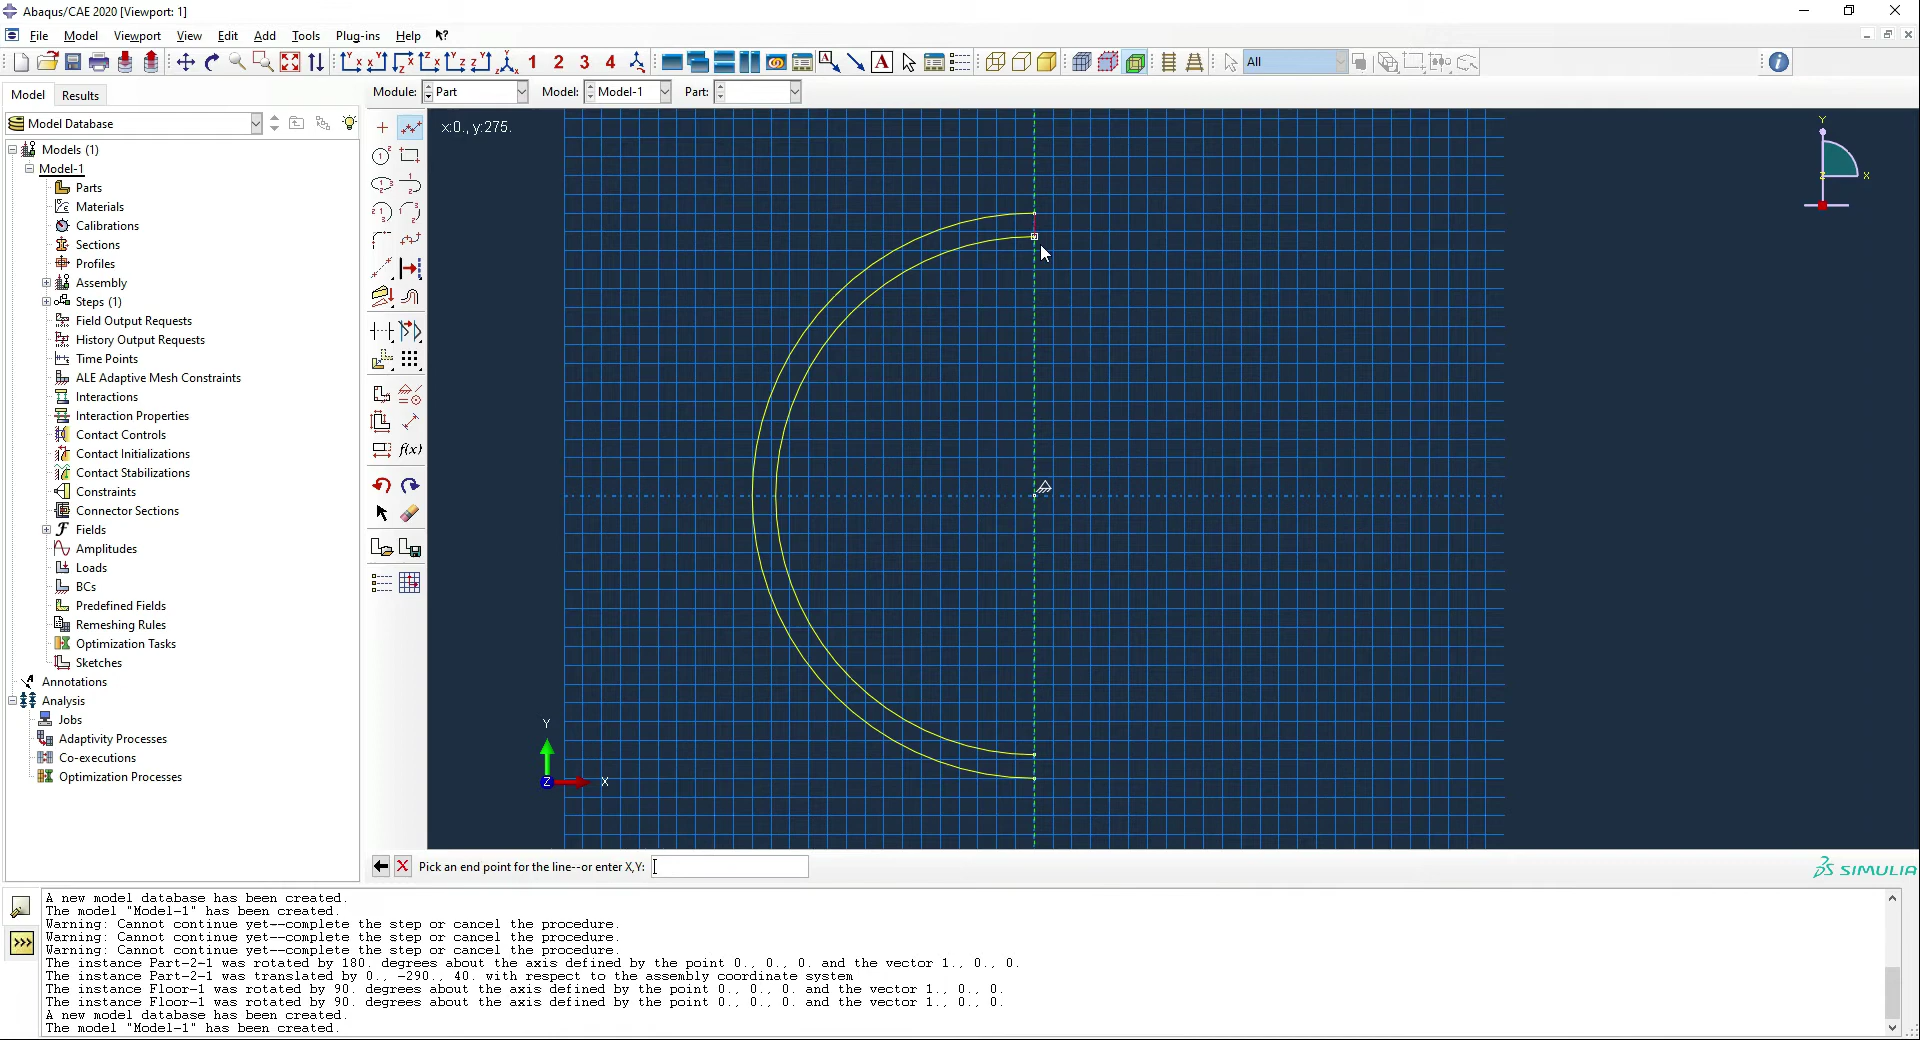 Abaqus/CAE 2020 [Viewport: 1]
File Model Viewport View Edit Add Tools Plug-ins Help
1 2 3 4 All
Model Results
Module: Part Model: Model-1 Part:
Model Database
x:0., y:275.
Models (1)
Model-1
Parts
Materials
Calibrations
Sections
Profiles
Assembly
Steps (1)
Field Output Requests
History Output Requests
Time Points
ALE Adaptive Mesh Constraints
Interactions
Interaction Properties
Contact Controls
Contact Initializations
Contact Stabilizations
Constraints
Connector Sections
Fields
Amplitudes
Loads
BCs
Predefined Fields
Remeshing Rules
Optimization Tasks
Sketches
Annotations
Analysis
Jobs
Adaptivity Processes
Co-executions
Optimization Processes
f(x)
Y
X
Z
Y
Z X
Pick an end point for the line--or enter X,Y:
SIMULIA
A new model database has been created.
The model "Model-1" has been created.
Warning: Cannot continue yet--complete the step or cancel the procedure.
Warning: Cannot continue yet--complete the step or cancel the procedure.
Warning: Cannot continue yet--complete the step or cancel the procedure.
The instance Part-2-1 was rotated by 180. degrees about the axis defined by the point 0., 0., 0. and the vector 1., 0., 0.
The instance Part-2-1 was translated by 0., -290., 40. with respect to the assembly coordinate system
The instance Floor-1 was rotated by 90. degrees about the axis defined by the point 0., 0., 0. and the vector 1., 0., 0.
The instance Floor-1 was rotated by 90. degrees about the axis defined by the point 0., 0., 0. and the vector 1., 0., 0.
A new model database has been created.
The model "Model-1" has been created.